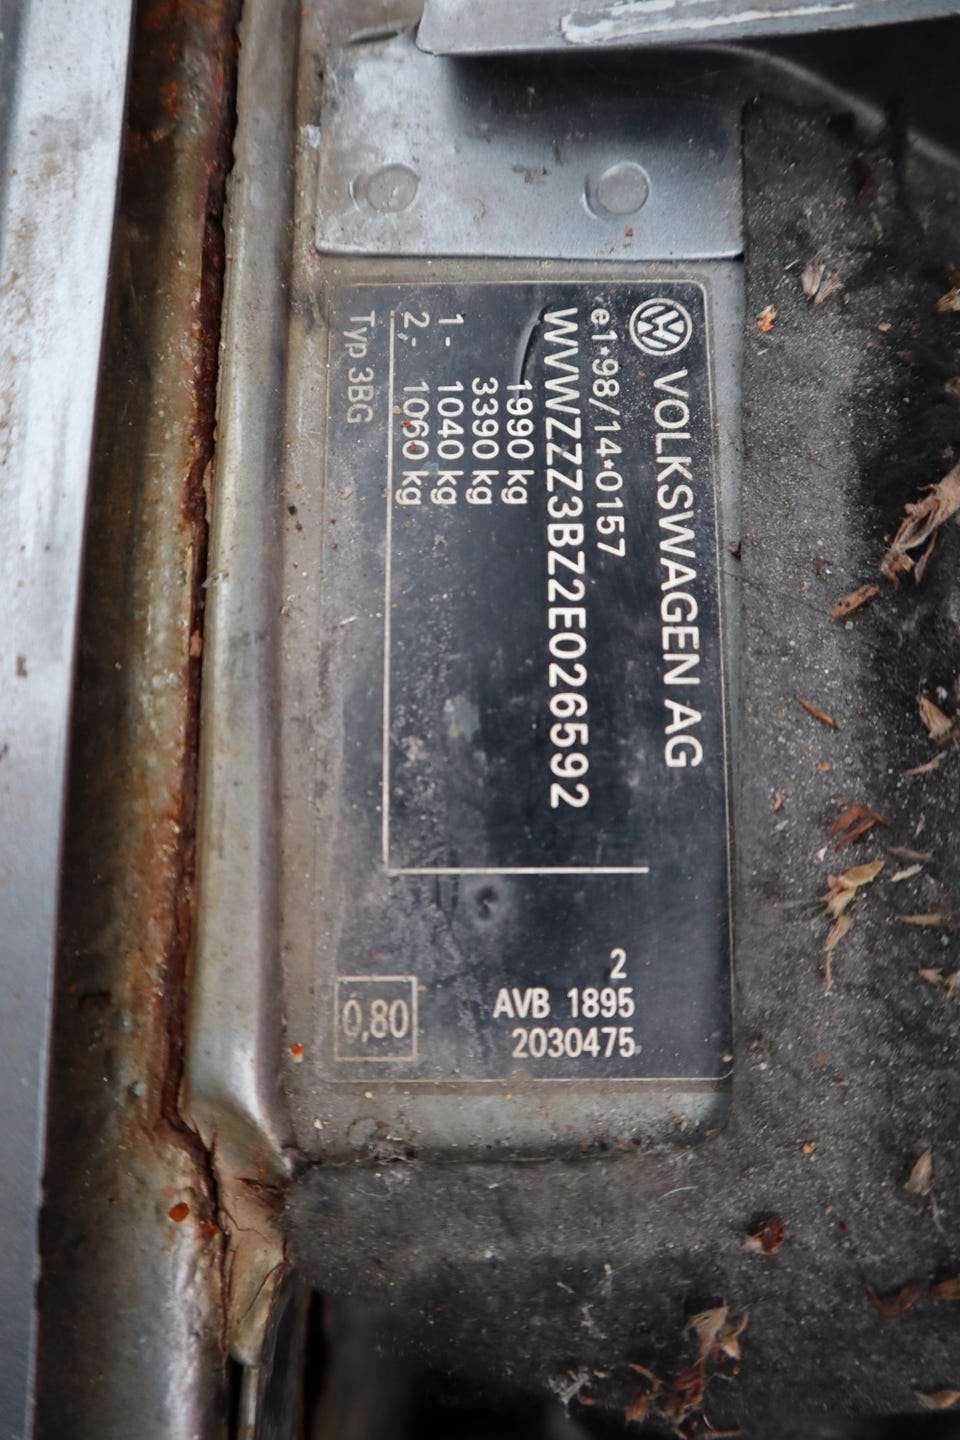 VOLKSWAGEN AG
e1*98/14*0157
WVWZZZ3BZ2E026592
1990 kg
3390 kg
1- 1040 kg
2- 1060 kg
Typ 3BG
2
AVB 1895
2030475
0,80